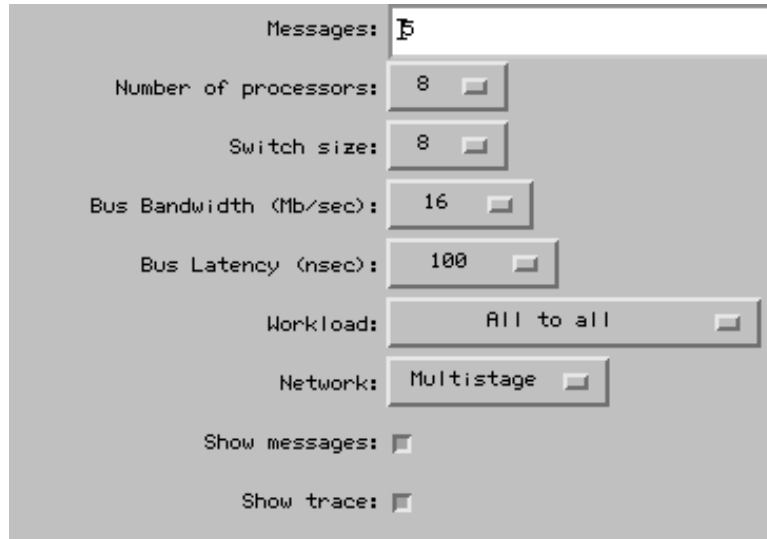 Messages: 5
Number of processors: 8
Switch size: 8
Bus Bandwidth (Mb/sec): 16
Bus Latency (nsec): 100
Workload: All to all
Network: Multistage
Show messages:
Show trace: